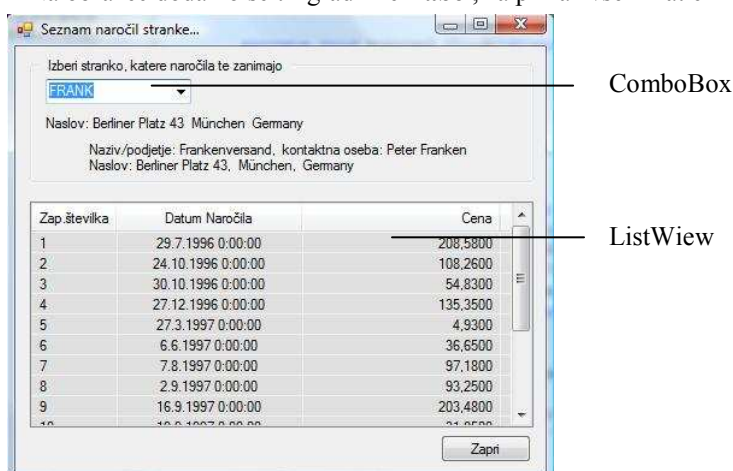 Seznam naročil stranke...
Izberi stranko, katere naročila te zanimajo
FRANK
ComboBox
Naslov: Berliner Platz 43 München Germany
Naziv/podjetje: Frankenversand, kontaktna oseba: Peter Franken
Naslov: Berliner Platz 43, München, Germany
Zap.številka Datum Naročila Cena
ListWiew
1 29.7.1996 0:00:00 208,5800
2 24.10.1996 0:00:00 108,2600
3 30.10.1996 0:00:00 54,8300
4 27.12.1996 0:00:00 135,3500
5 27.3.1997 0:00:00 4,9300
6 6.6.1997 0:00:00 36,6500
7 7.8.1997 0:00:00 97,1800
8 2.9.1997 0:00:00 93,2500
9 16.9.1997 0:00:00 203,4800
Zapri